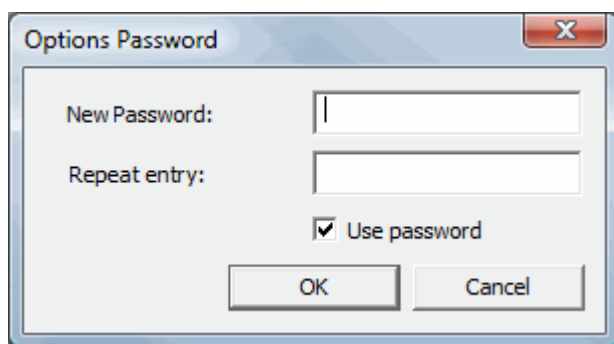 Options Password
New Password:
Repeat entry:
Use password
OK Cancel